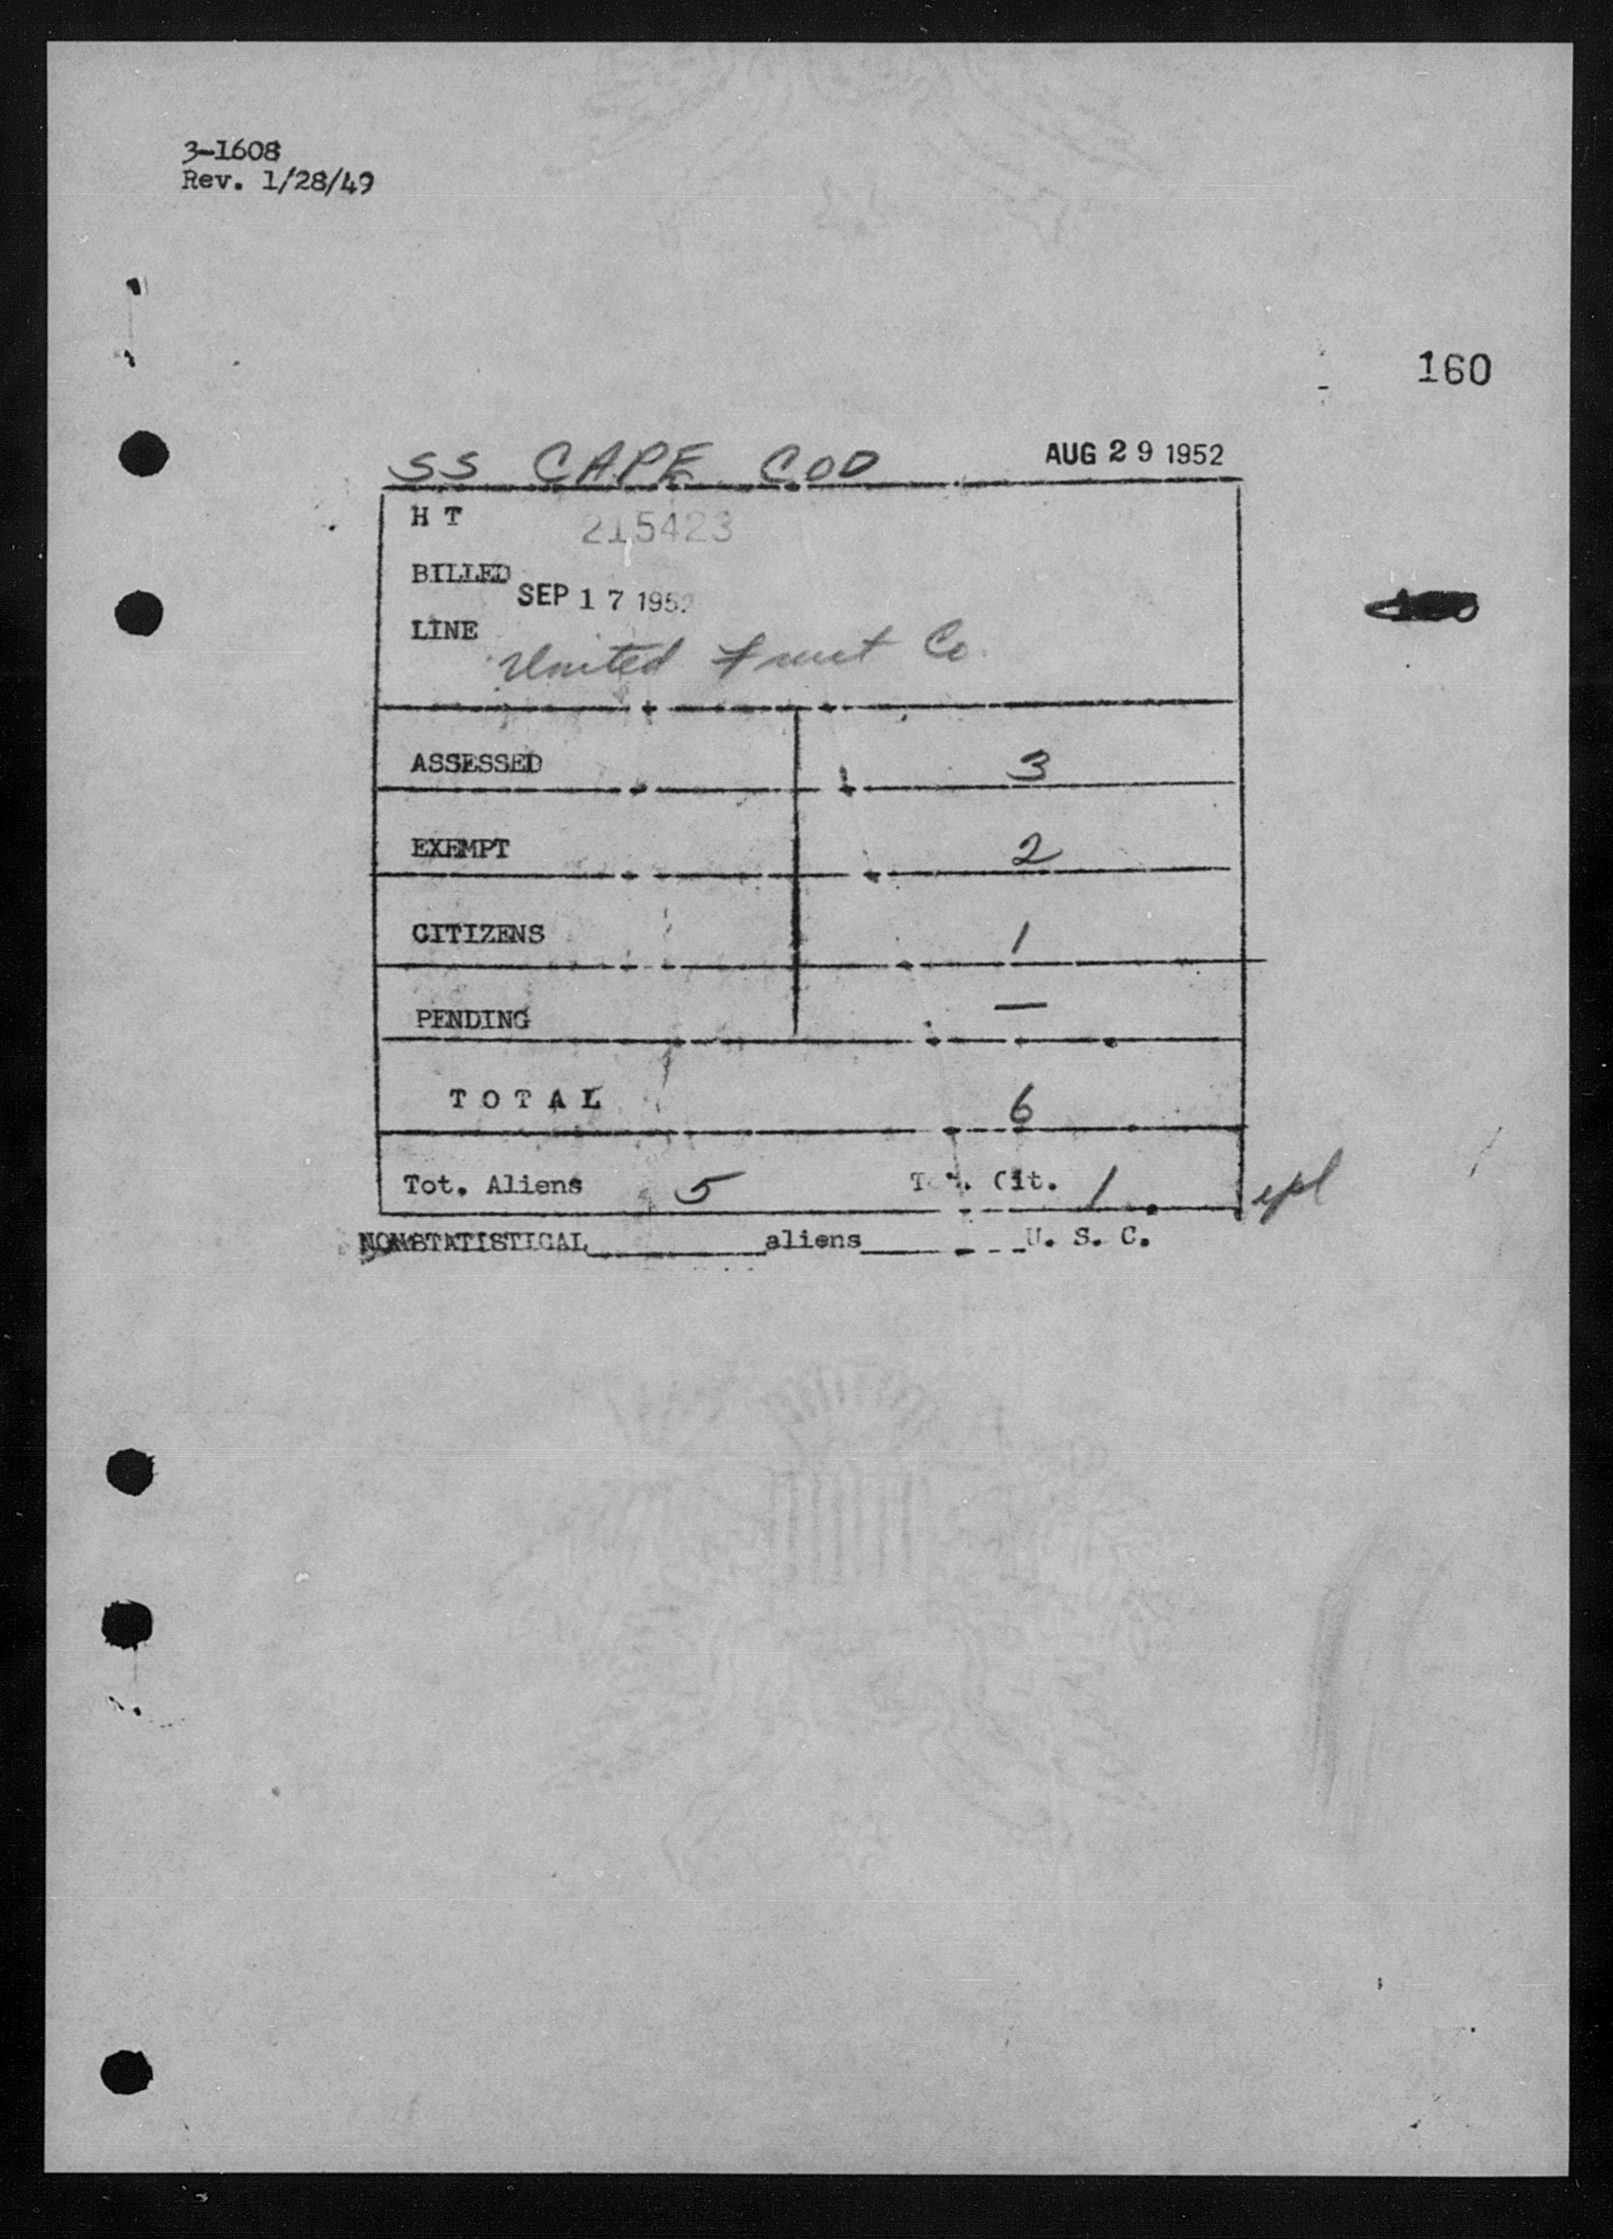 3-1608
Rev. 1/28/49
160
SS CAPE COD AUG 29 1952
H T 215423
BILLED SEP 17 1952
LINE United Fruit Co.
ASSESSED 3
EXEMPT 2
CITIZENS 1
PENDING —
TOTAL 6
Tot. Aliens 5 Tot. Cit. 1
NONSTATISTICAL aliens U. S. C.